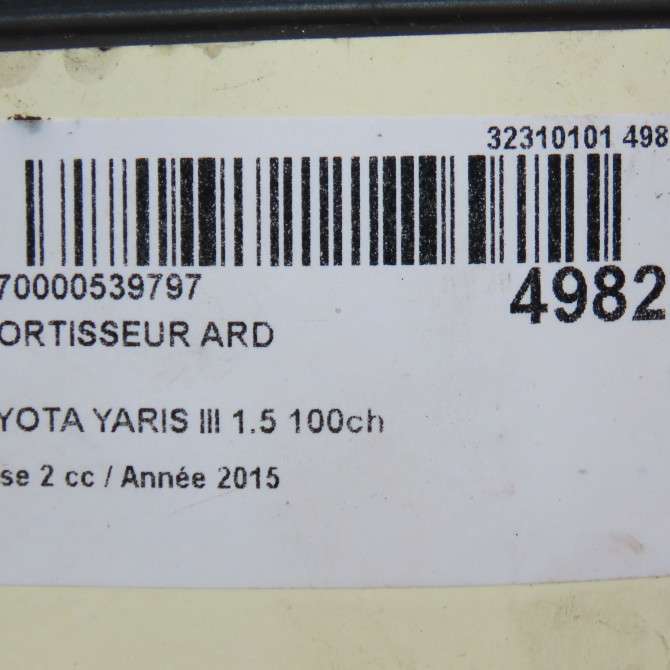 32310101 498
70000539797
4982
ORTISSEUR ARD
YOTA YARIS III 1.5 100ch
se 2 cc / Année 2015